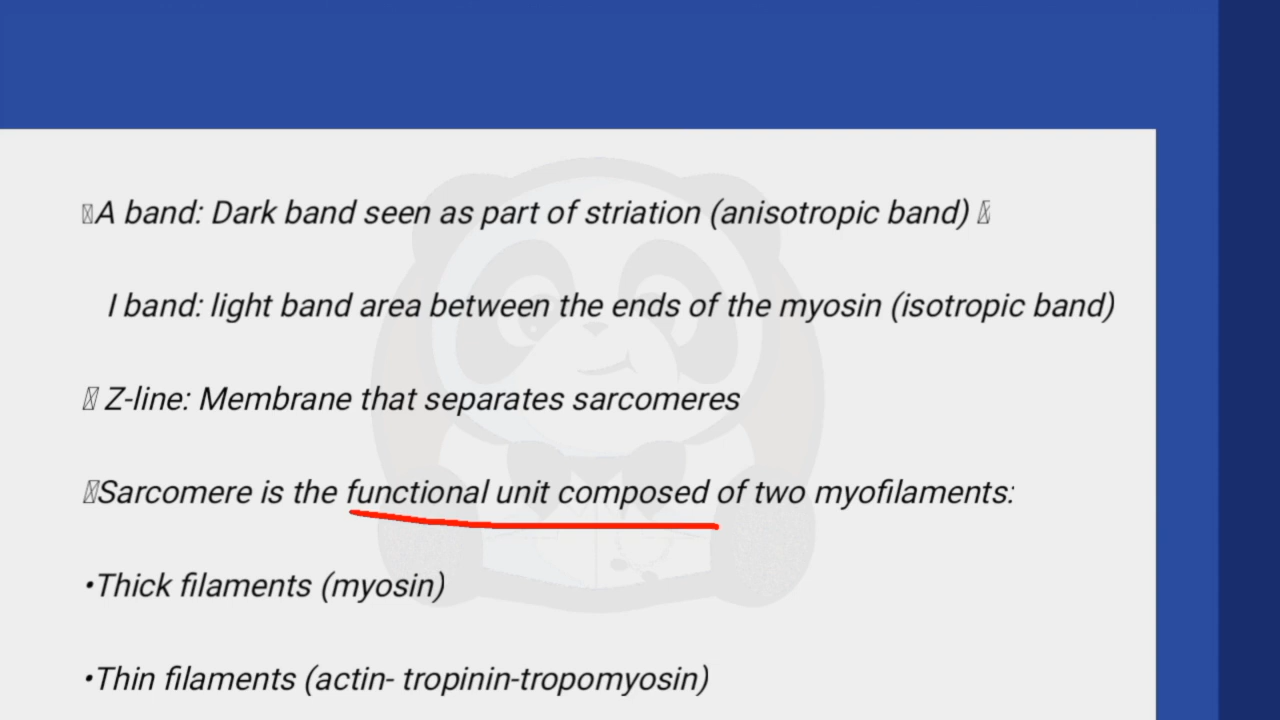 A band: Dark band seen as part of striation (anisotropic band)
I band: light band area between the ends of the myosin (isotropic band)
Z-line: Membrane that separates sarcomeres
Sarcomere is the functional unit composed of two myofilaments:
•Thick filaments (myosin)
•Thin filaments (actin- tropinin-tropomyosin)